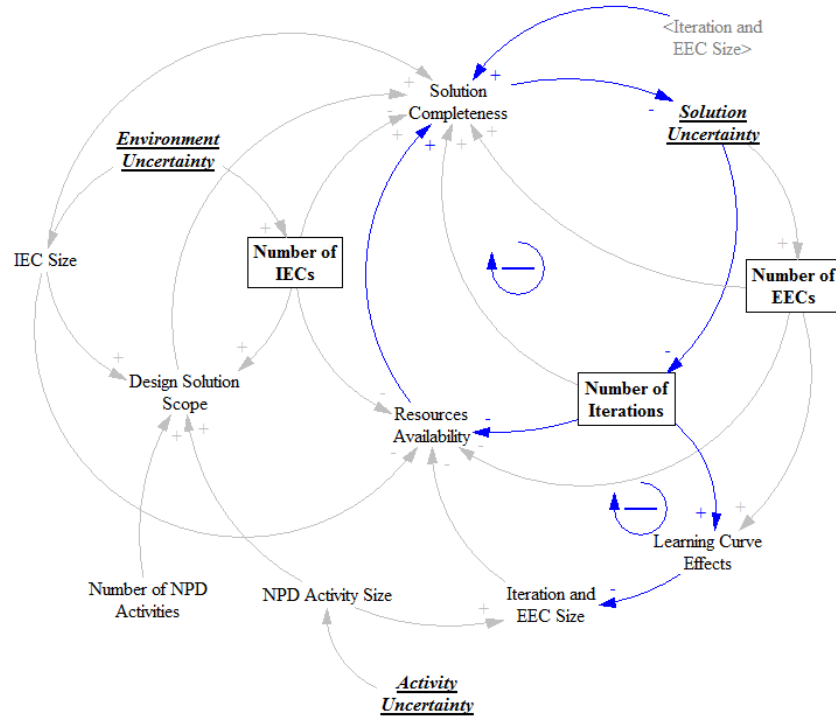 <Iteration and
EEC Size>
Solution
Completeness
Solution
Uncertainty
Environment
Uncertainty
IEC Size
Number of
IECs
Number of
EECs
Design Solution
Scope
Resources
Availability
Number of
Iterations
Learning Curve
Effects
Number of NPD
Activities
NPD Activity Size
Iteration and
EEC Size
Activity
Uncertainty